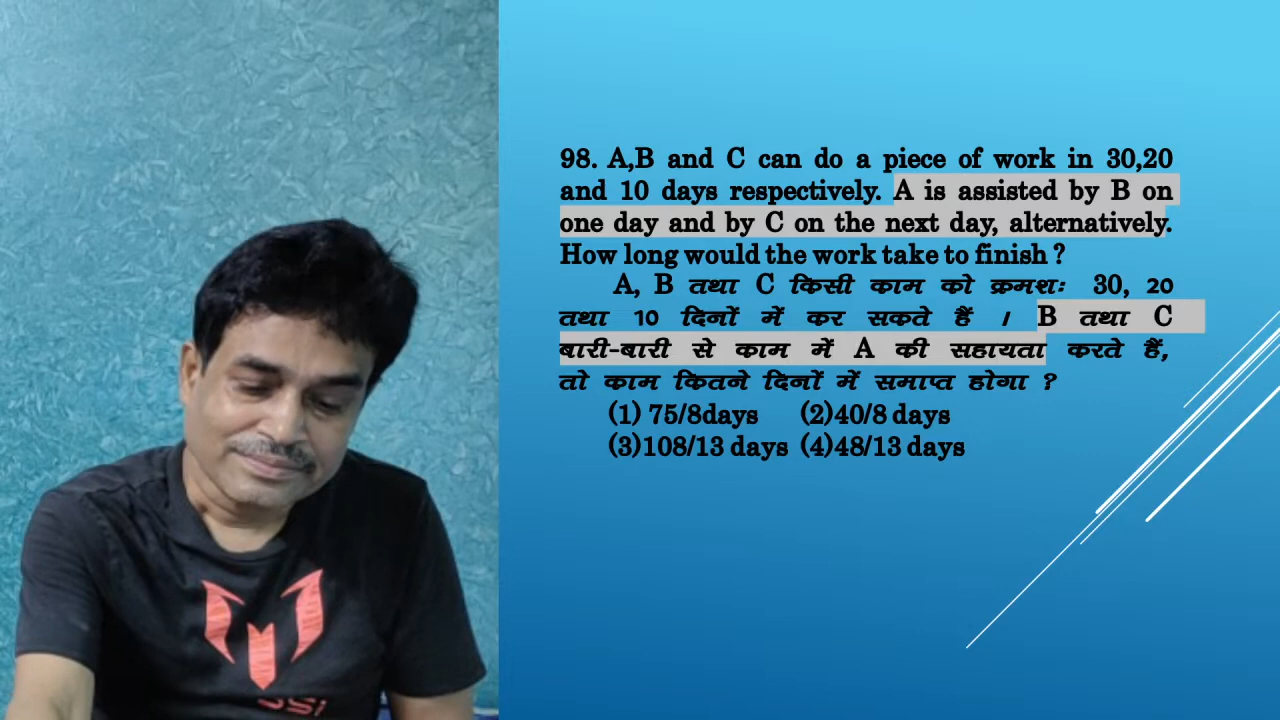 98. A,B and C can do a piece of work in 30,20
and 10 days respectively. A is assisted by B on
one day and by C on the next day, alternatively.
How long would the work take to finish ?
A, B तथा C किसी काम को क्रमशः 30, 20
तथा 10 दिनों में कर सकते हैं । B तथा C
बारी-बारी से काम में A की सहायता करते हैं,
तो काम कितने दिनों में समाप्त होगा ?
(1) 75/8days (2)40/8 days
(3)108/13 days (4)48/13 days